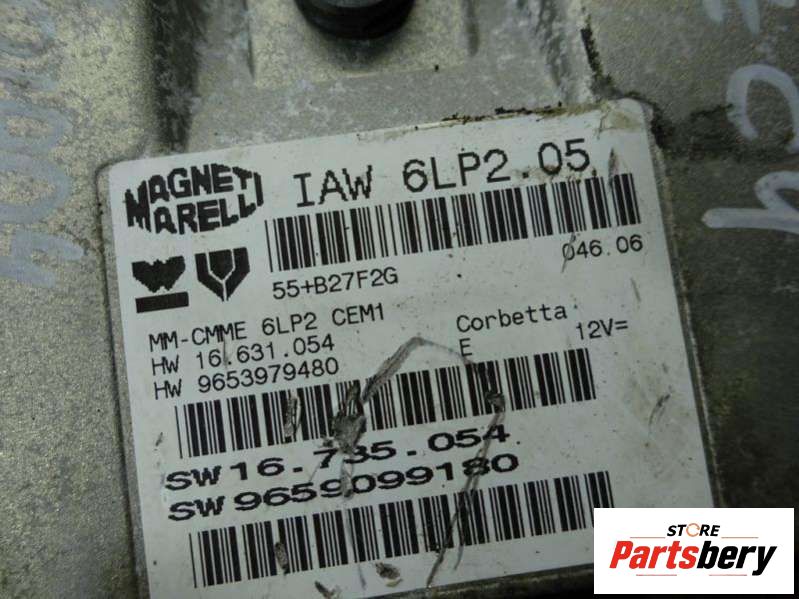 MAGNETI
MARELLI
IAW 6LP2.05
55+B27F2G
046.06
MM-CMME 6LP2 CEM1
HW 16.631.054
HW 9653979480
Corbetta
E
12V=
SW16.735.054
SW9659099180
STORE
Partsbery